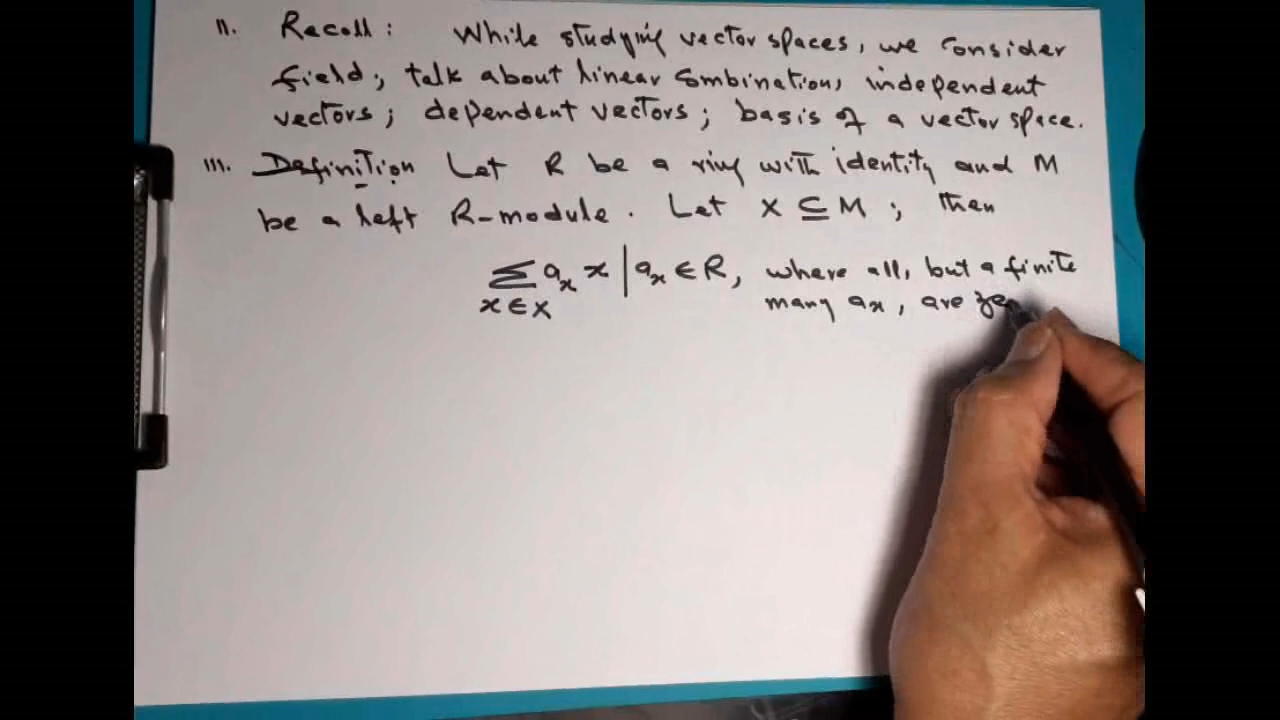 II. Recall: While studying vector spaces, we consider
field; talk about linear combination, independent
vectors; dependent vectors; basis of a vector space.
III. Definition Let R be a ring with identity and M
be a left R-module. Let X ⊆ M; then
∑ aₓ x | aₓ ∈ R, where all, but a finite
x ∈ X many aₓ, are